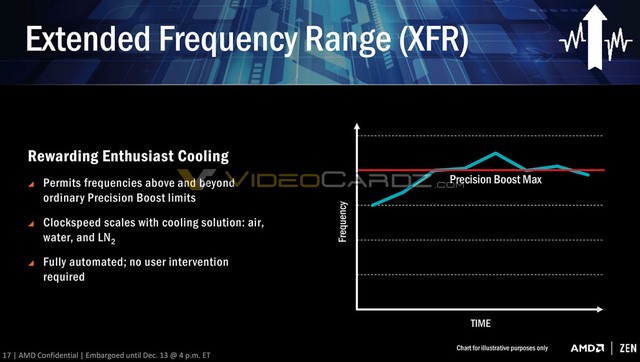 Extended Frequency Range (XFR)
Rewarding Enthusiast Cooling
Permits frequencies above and beyond
ordinary Precision Boost limits
Clockspeed scales with cooling solution: air,
water, and LN2
Fully automated; no user intervention
required
VIDEOCARDZ.COM
Precision Boost Max
Frequency
TIME
Chart for illustrative purposes only
AMD ZEN
17 | AMD Confidential | Embargoed until Dec. 13 @ 4 p.m. ET